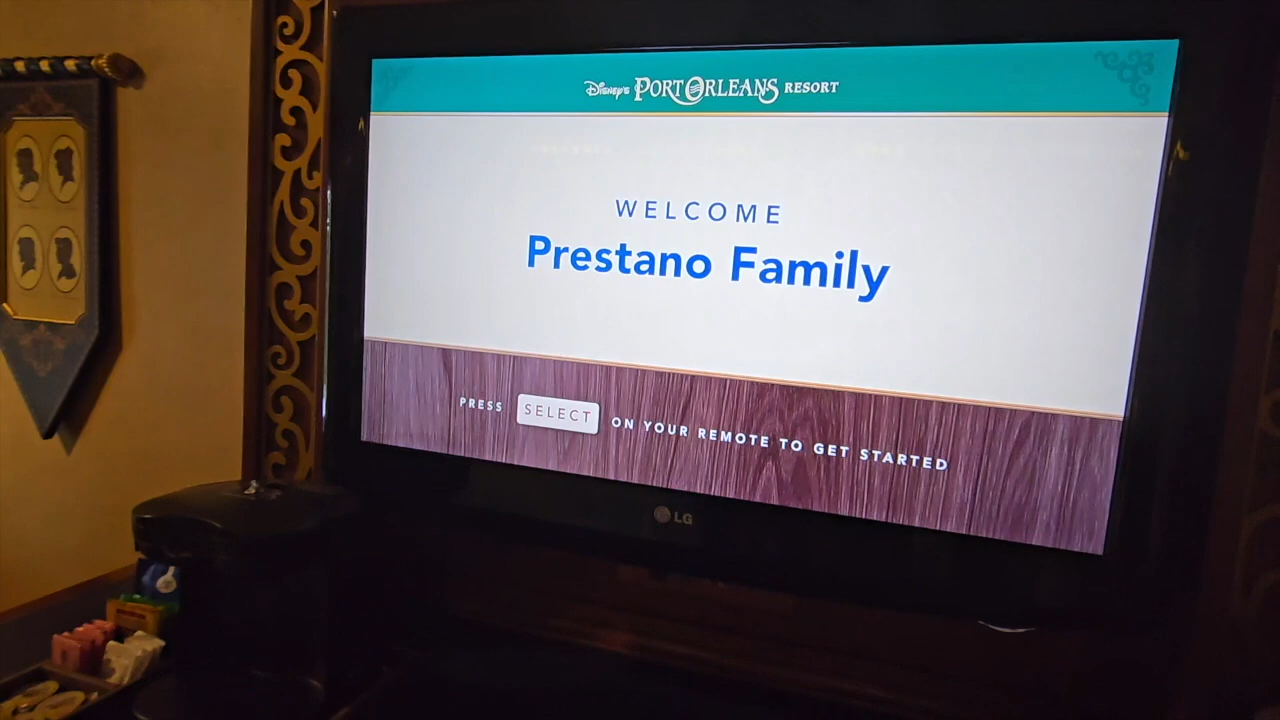 Disney's PORT ORLEANS RESORT
WELCOME
Prestano Family
PRESS SELECT ON YOUR REMOTE TO GET STARTED
LG